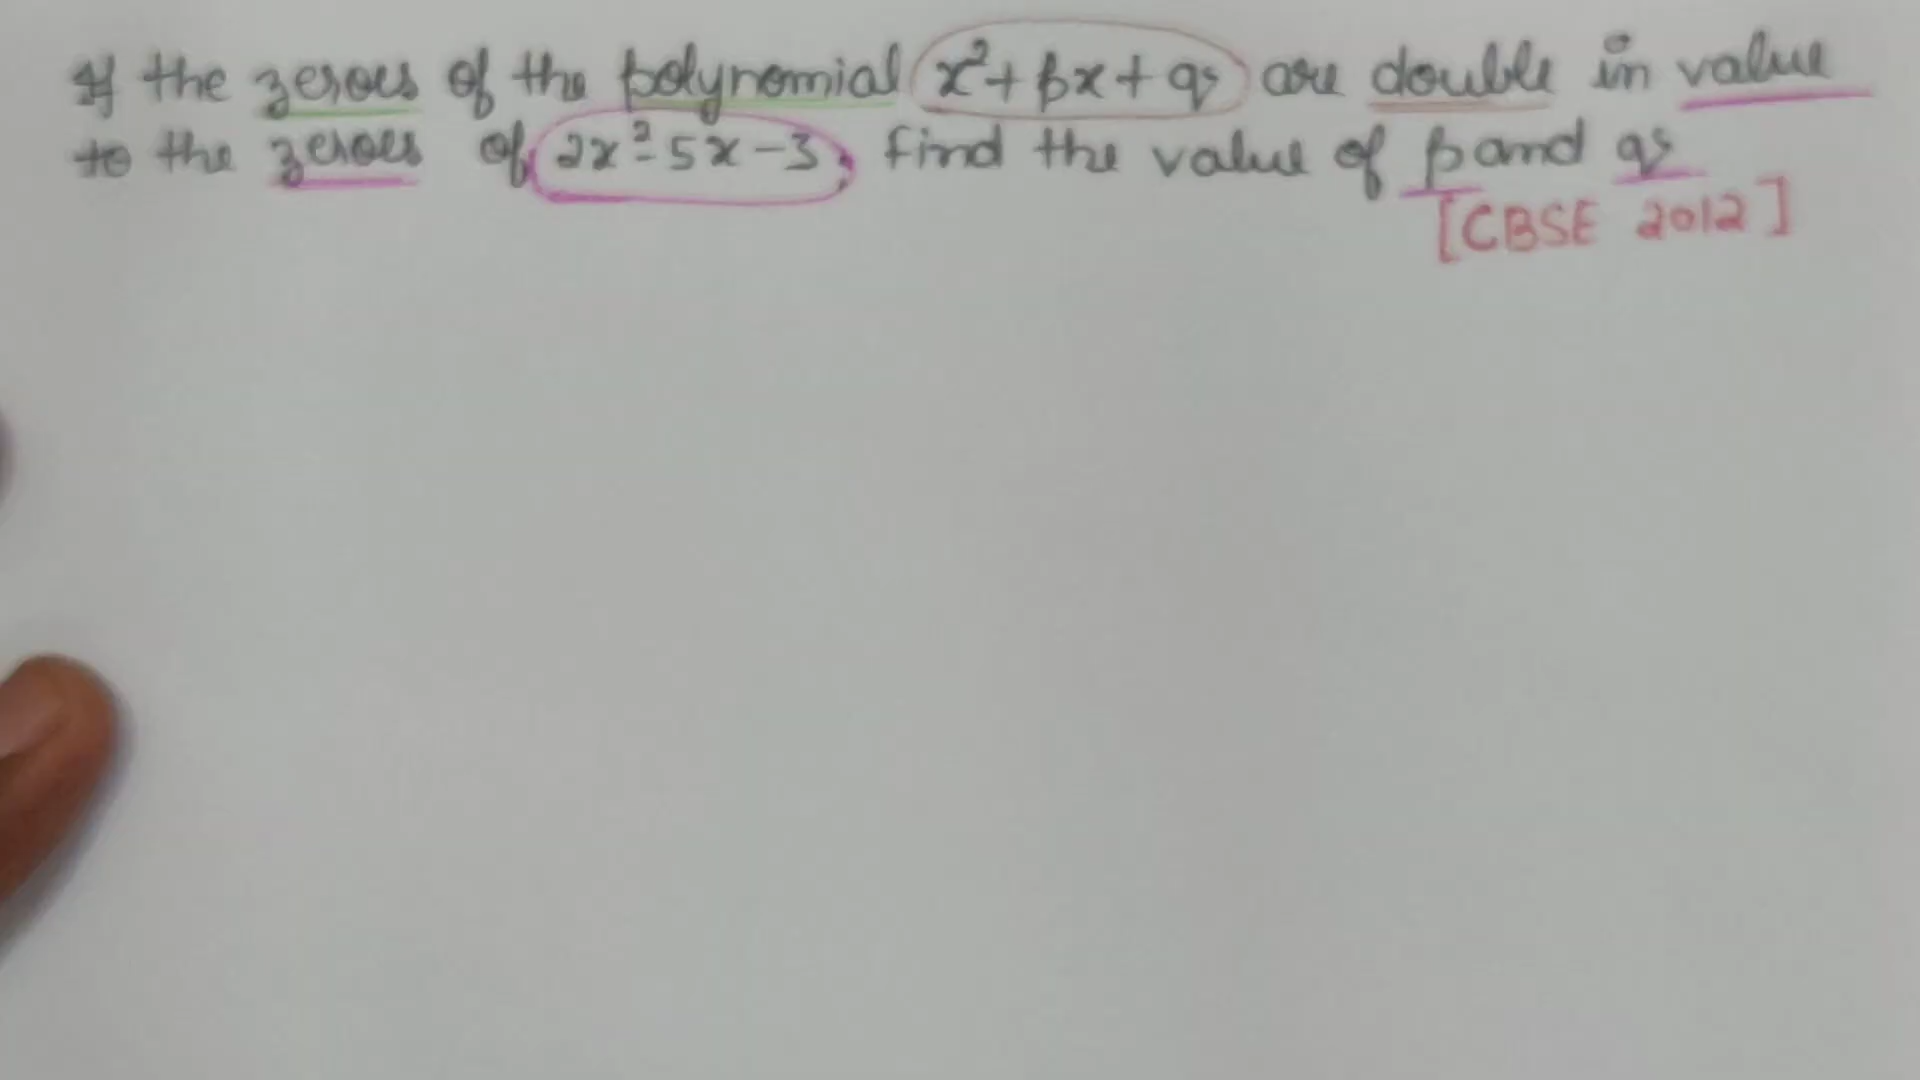 If the zeroes of the polynomial x²+px+q are double in value
to the zeroes of 2x²-5x-3; find the value of p and q
[CBSE 2012]